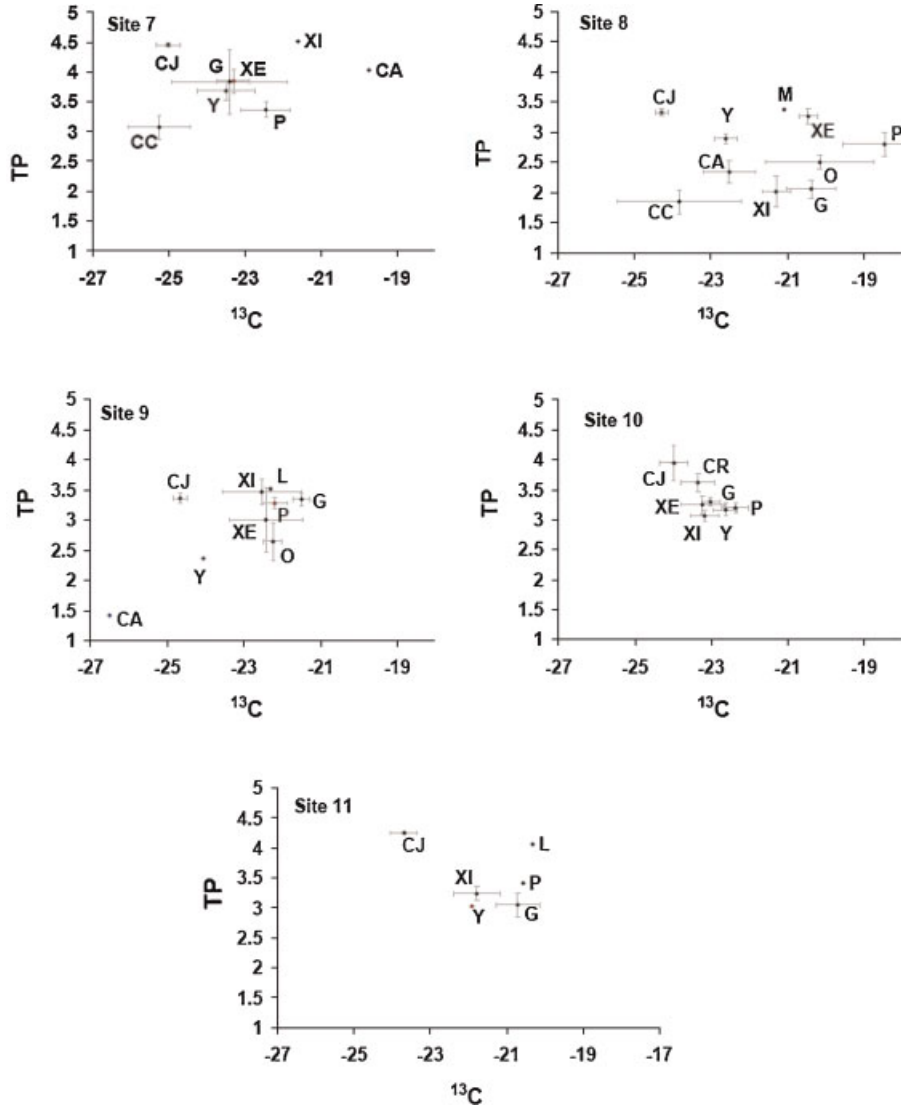 Site 7
5
4.5
4
3.5
3
2.5
2
1.5
1
TP
CJ
G
XE
XI
CA
Y
P
CC
-27 -25 -23 -21 -19
13C
Site 8
5
4.5
4
3.5
3
2.5
2
1.5
1
TP
CJ
Y
M
XE
P
CA
O
CC
XI
G
-27 -25 -23 -21 -19
13C
Site 9
5
4.5
4
3.5
3
2.5
2
1.5
1
TP
CJ
XI
L
G
P
XE
O
Y
CA
-27 -25 -23 -21 -19
13C
Site 10
5
4.5
4
3.5
3
2.5
2
1.5
1
TP
CJ
CR
G
XE
P
XI
Y
-27 -25 -23 -21 -19
13C
Site 11
5
4.5
4
3.5
3
2.5
2
1.5
1
TP
CJ
L
XI
P
Y
G
-27 -25 -23 -21 -19 -17
13C